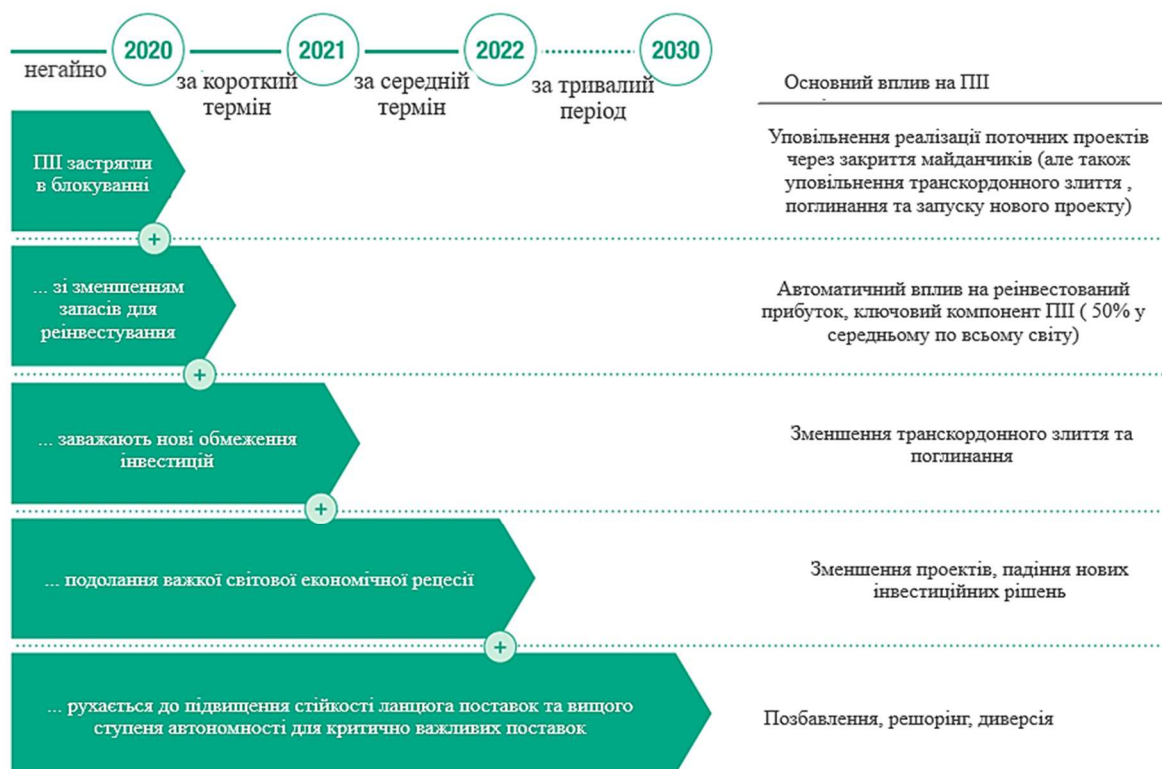 2020
2021
2022
2030
негайно
за короткий
термін
за середній
термін
за тривалий
період
Основний вплив на ПІІ
ПІІ застрягли
в блокуванні
Уповільнення реалізації поточних проектів
через закриття майданчиків (але також
уповільнення транскордонного злиття ,
поглинання та запуску нового проекту)
+
... зі зменшенням
запасів для
реінвестування
Автоматичний вплив на реінвестований
прибуток, ключовий компонент ПІІ ( 50% у
середньому по всьому світу)
+
... заважають нові обмеження
інвестицій
Зменшення транскордонного злиття та
поглинання
+
... подолання важкої світової економічної рецесії
Зменшення проектів, падіння нових
інвестиційних рішень
+
... рухається до підвищення стійкості ланцюга поставок та вищого
ступеня автономності для критично важливих поставок
Позбавлення, решорінг, диверсія